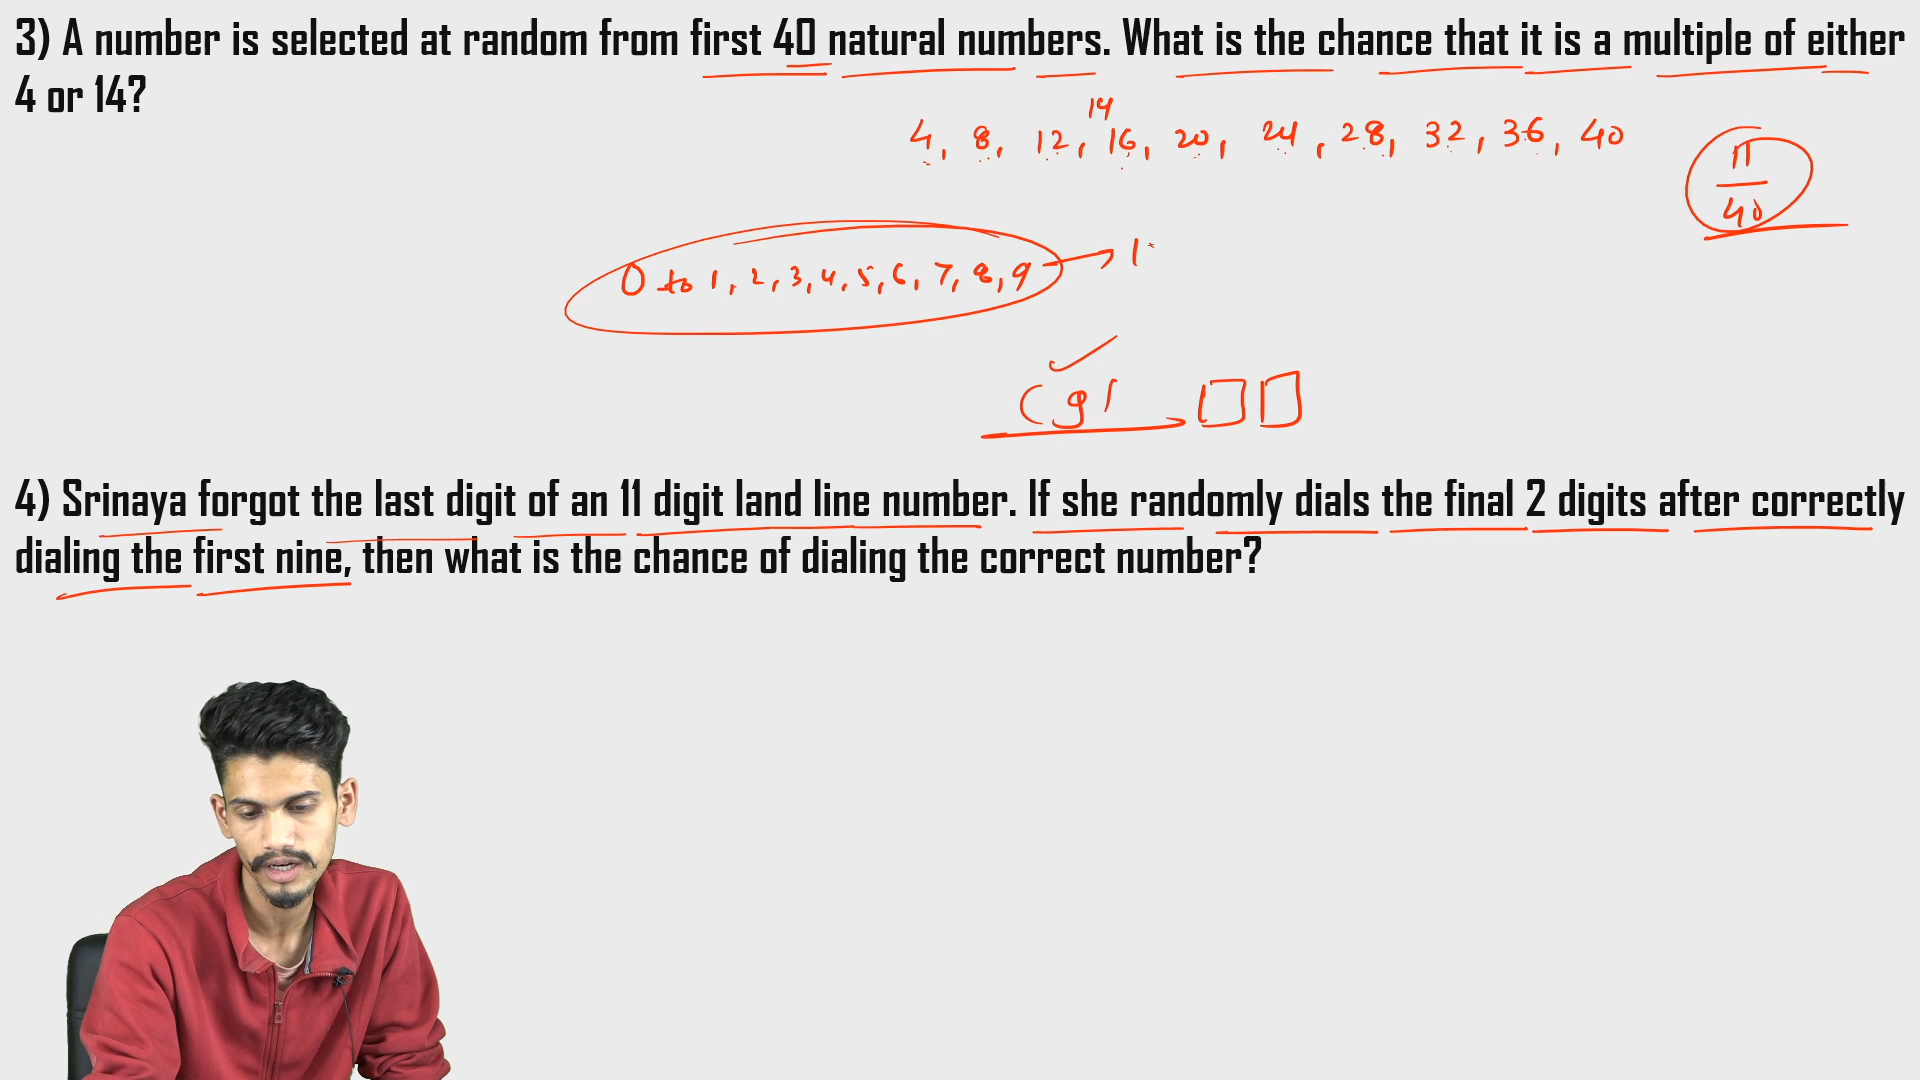 3) A number is selected at random from first 40 natural numbers. What is the chance that it is a multiple of either
4 or 14?
14
4, 8, 12, 16, 20, 24, 28, 32, 36, 40
11
40
0 to 1, 2, 3, 4, 5, 6, 7, 8, 9
4) Srinaya forgot the last digit of an 11 digit land line number. If she randomly dials the final 2 digits after correctly
dialing the first nine, then what is the chance of dialing the correct number?